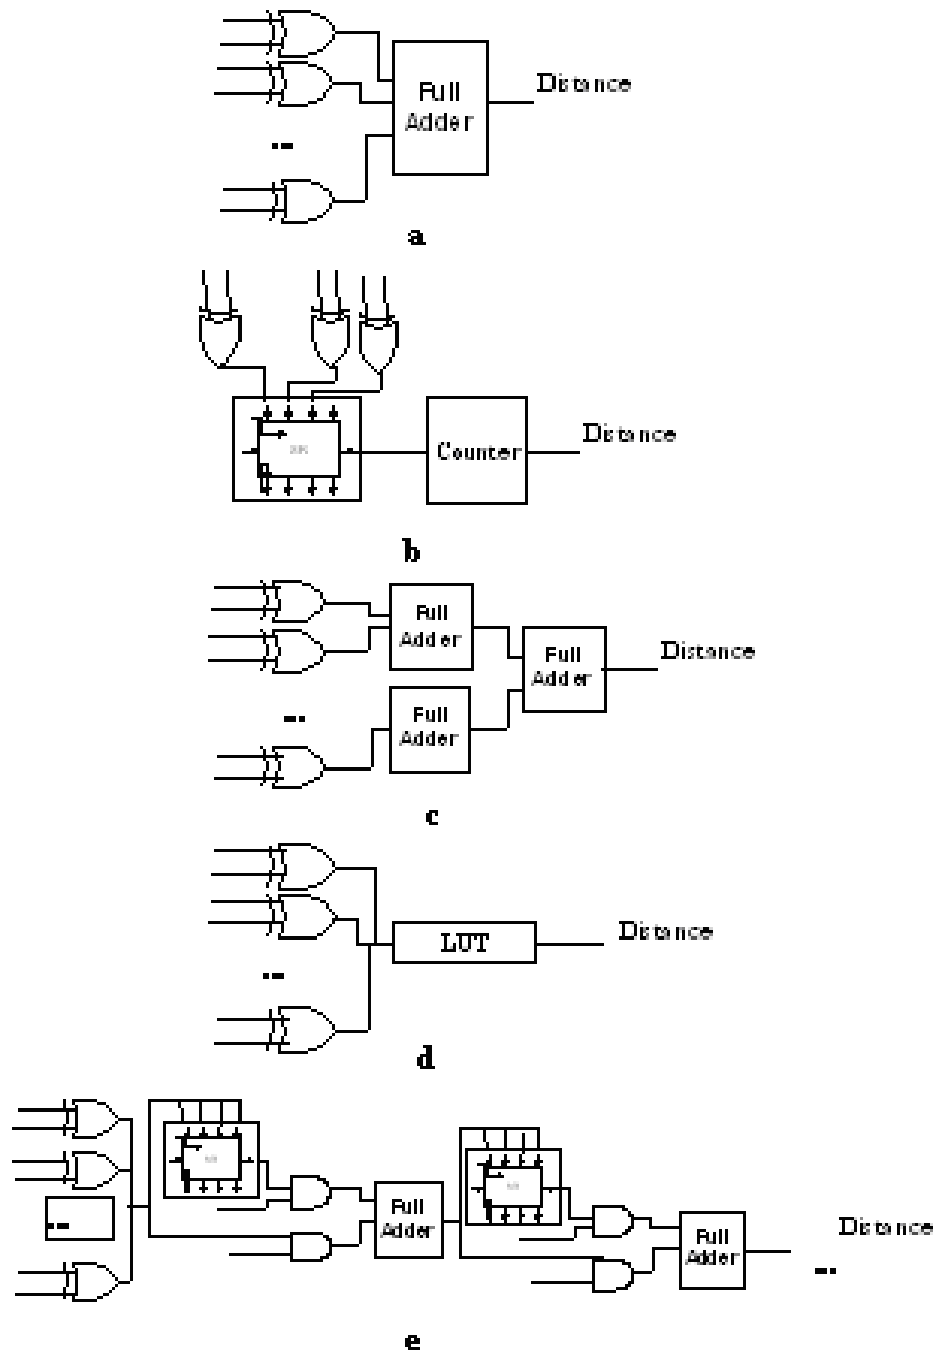 Full
Adder
Distance
...
a
Counter
Distance
b
Full
Adder
Full
Adder
Distance
...
Full
Adder
c
LUT
Distance
...
d
...
Full
Adder
Full
Adder
Distance
...
e